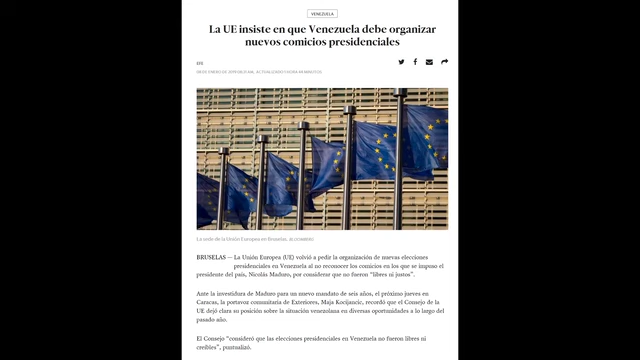 VENEZUELA
La UE insiste en que Venezuela debe organizar
nuevos comicios presidenciales
EFE
La sede de la Unión Europea en Bruselas.
BRUSELAS — La Unión Europea (UE) volvió a pedir la organización de nuevas elecciones
presidenciales en Venezuela al no reconocer los comicios en los que se impuso el
presidente del país, Nicolás Maduro, por considerar que no fueron “libres ni justos”.
Ante la investidura de Maduro para un nuevo mandato de seis años, el próximo jueves en
Caracas, la portavoz comunitaria de Exteriores, Maja Kocijancic, recordó que el Consejo de la
UE dejó clara su posición sobre la situación venezolana en diversas oportunidades a lo largo del
pasado año.
El Consejo “consideró que las elecciones presidenciales en Venezuela no fueron libres ni
creíbles”, puntualizó.